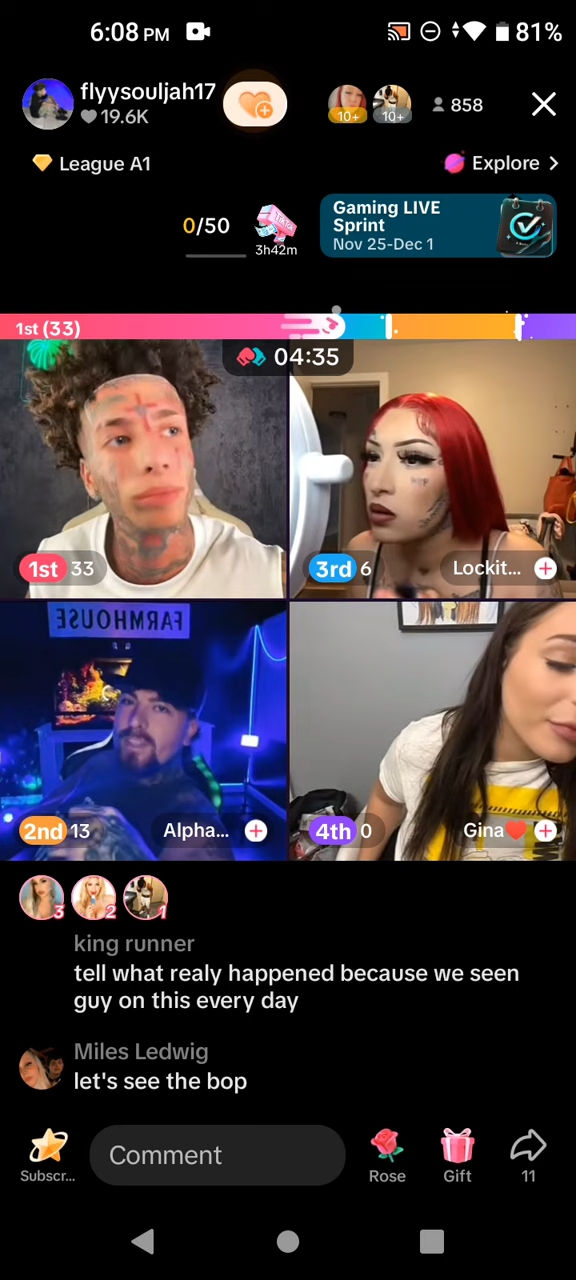 6:08 PM
81%
flyysouljah17
19.6K
10+
10+
858
League A1
Explore
0/50
TikTok
3h42m
Gaming LIVE
Sprint
Nov 25-Dec 1
1st (33)
04:35
1st 33
3rd 6
Lockit...
FARMHOUSE
2nd 13
Alpha...
4th 0
Gina
3
2
1
king runner
tell what realy happened because we seen
guy on this every day
Miles Ledwig
let's see the bop
Subscr...
Comment
Rose
Gift
11